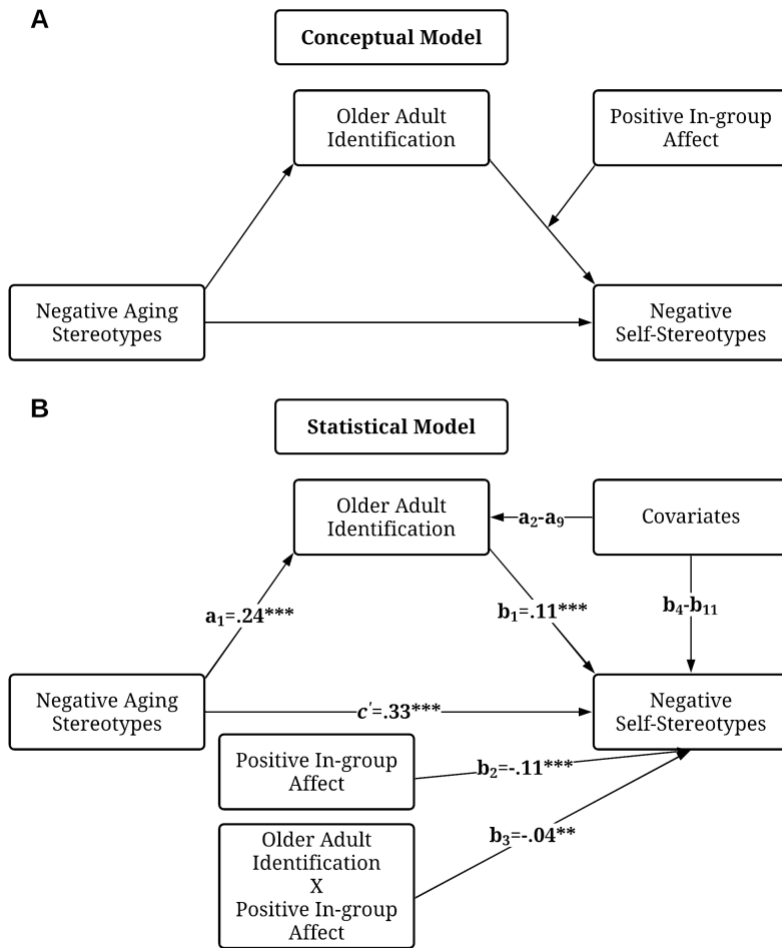 A
Conceptual Model
Older Adult
Identification
Positive In-group
Affect
Negative Aging
Stereotypes
Negative
Self-Stereotypes
B
Statistical Model
Older Adult
Identification
a₂-a₉
Covariates
a₁=.24***
b₁=.11***
b₄-b₁₁
Negative Aging
Stereotypes
c'=.33***
Negative
Self-Stereotypes
Positive In-group
Affect
b₂=-.11***
Older Adult
Identification
X
Positive In-group
Affect
b₃=-.04**